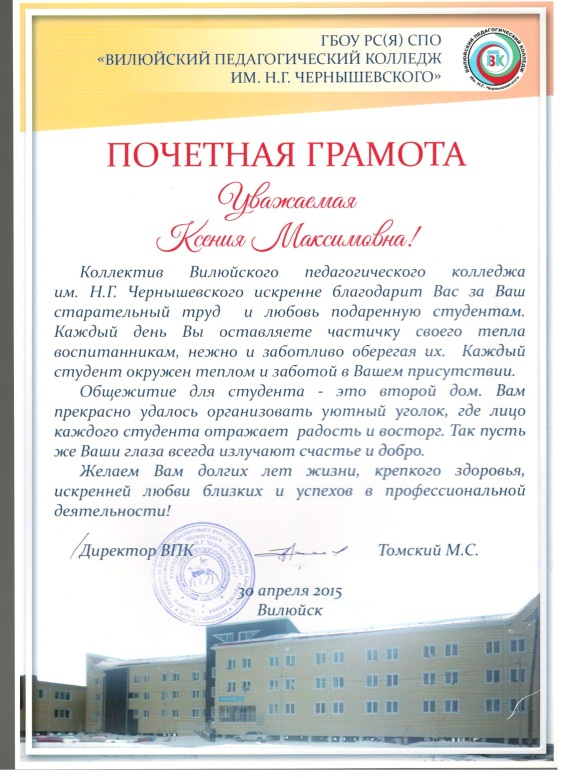 ГБОУ РС(Я) СПО
«ВИЛЮЙСКИЙ ПЕДАГОГИЧЕСКИЙ КОЛЛЕДЖ
ИМ. Н.Г. ЧЕРНЫШЕВСКОГО»
ВИЛЮЙСКИЙ ПЕДАГОГИЧЕСКИЙ КОЛЛЕДЖ
им. Н.Г. Чернышевского
ВПК
ПОЧЕТНАЯ ГРАМОТА
Уважаемая
Ксения Максимовна!
Коллектив Вилюйского педагогического колледжа
им. Н.Г. Чернышевского искренне благодарит Вас за Ваш
старательный труд и любовь подаренную студентам.
Каждый день Вы оставляете частичку своего тепла
воспитанникам, нежно и заботливо оберегая их. Каждый
студент окружен теплом и заботой в Вашем присутствии.
Общежитие для студента - это второй дом. Вам
прекрасно удалось организовать уютный уголок, где лицо
каждого студента отражает радость и восторг. Так пусть
же Ваши глаза всегда излучают счастье и добро.
Желаем Вам долгих лет жизни, крепкого здоровья,
искренней любви близких и успехов в профессиональной
деятельности!
Директор ВПК Томский М.С.
30 апреля 2015
Вилюйск